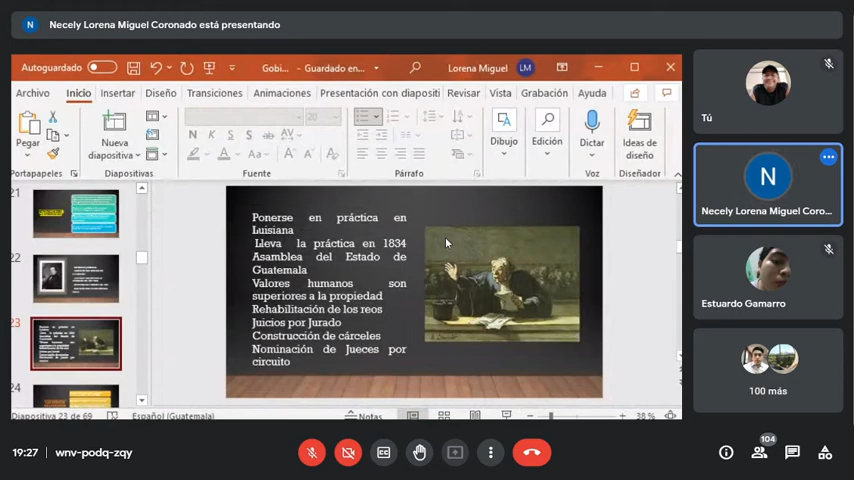 N Necely Lorena Miguel Coronado está presentando
Autoguardado
Gobi... - Guardado en...
Lorena Miguel LM
Archivo Inicio Diseño Transiciones Animaciones Presentación con diapositi Revisar Vista Grabación Ayuda
Pegar
Nueva
diapositiva
20
N K S S ab AV
Aa A A A
Dibujo
Edición
Dictar
Ideas de
diseño
Portapapeles
Diapositivas
Fuente
Párrafo
Voz
Diseñador
21
22
23
24
Ponerse en práctica en
Luisiana
Lleva la práctica en 1834
Asamblea del Estado de
Guatemala
Valores humanos son
superiores a la propiedad
Rehabilitación de los reos
Juicios por Jurado
Construcción de cárceles
Nominación de Jueces por
circuito
Diapositiva 23 de 69
Español (Guatemala)
Notas
38 %
Tú
N
Necely Lorena Miguel Coro...
Estuardo Gamarro
100 más
19:27 wnv-podq-zqy
104